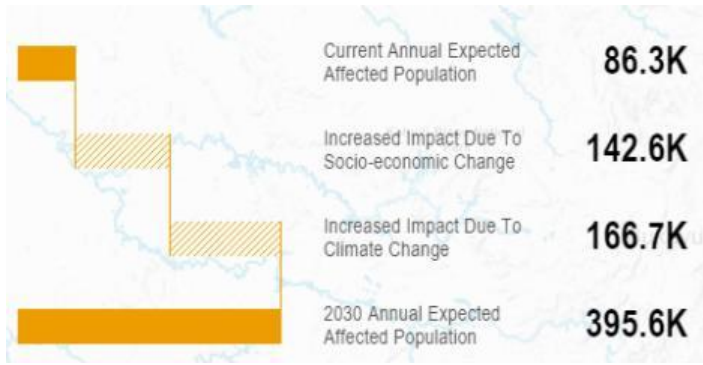 Current Annual Expected
Affected Population
86.3K
Increased Impact Due To
Socio-economic Change
142.6K
Increased Impact Due To
Climate Change
166.7K
2030 Annual Expected
Affected Population
395.6K